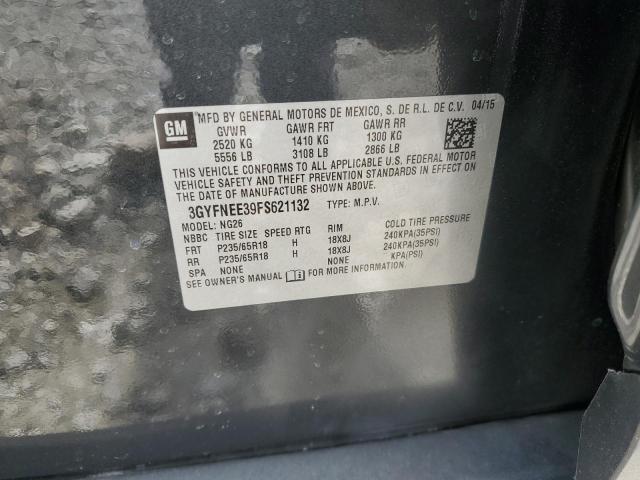 GM
MFD BY GENERAL MOTORS DE MEXICO, S. DE R.L. DE C.V. 04/15
GVWR GAWR FRT GAWR RR
2520 KG 1410 KG 1300 KG
5556 LB 3108 LB 2866 LB
THIS VEHICLE CONFORMS TO ALL APPLICABLE U.S. FEDERAL MOTOR
VEHICLE SAFETY AND THEFT PREVENTION STANDARDS IN EFFECT ON
THE DATE OF MANUFACTURE SHOWN ABOVE.
3GYFNEE39FS621132 TYPE: M.P.V.
MODEL: NG26
NBBC TIRE SIZE SPEED RTG RIM COLD TIRE PRESSURE
FRT P235/65R18 H 18X8J 240KPA(35PSI)
RR P235/65R18 H 18X8J 240KPA(35PSI)
SPA NONE NONE KPA(PSI)
SEE OWNER'S MANUAL FOR MORE INFORMATION.